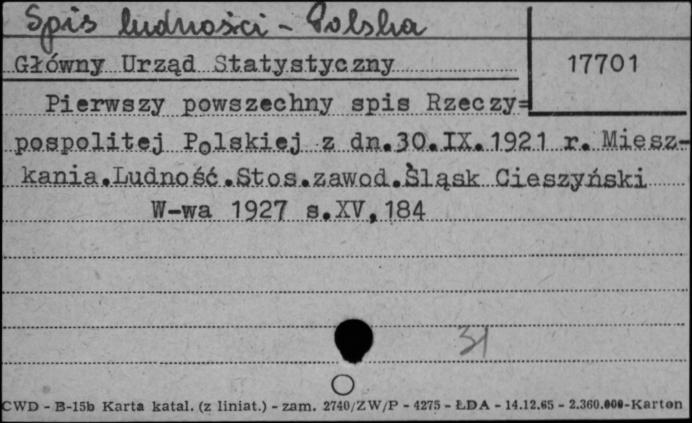 Spis ludności - Polska
Główny Urząd Statystyczny
17701
Pierwszy powszechny spis Rzeczy=
pospolitej Polskiej z dn.30.IX.1921 r. Miesz-
kania.Ludność.Stos.zawod.Śląsk Cieszyński
W-wa 1927 s.XV,184
31
CWD - B-15b Karta katal. (z liniat.) - zam. 2740/ZW/P - 4275 - ŁDA - 14.12.65 - 2.360.000-Karton